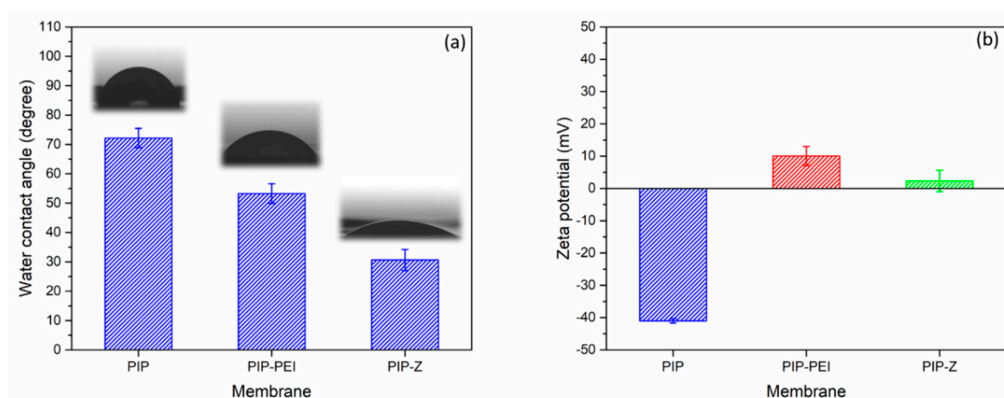 (a)
Water contact angle (degree)
110
100
90
80
70
60
50
40
30
20
10
0
PIP
PIP-PEI
PIP-Z
Membrane
(b)
Zeta potential (mV)
50
40
30
20
10
0
-10
-20
-30
-40
-50
PIP
PIP-PEI
PIP-Z
Membrane